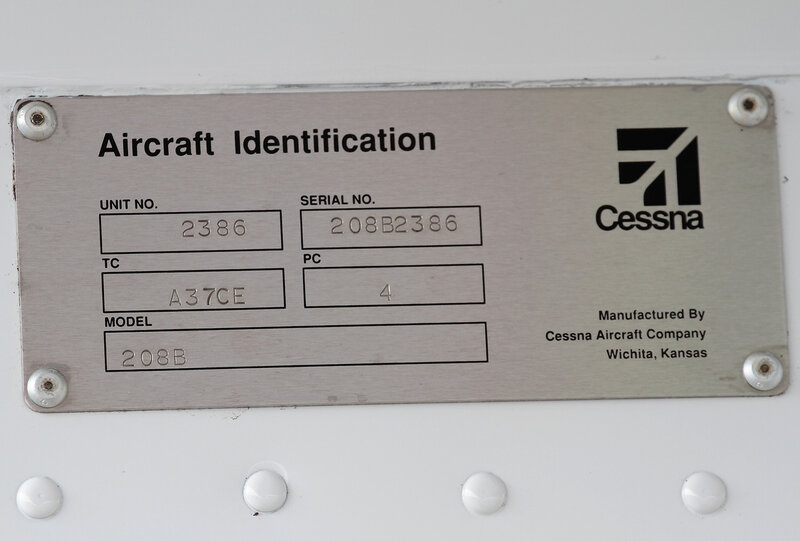 Aircraft Identification
UNIT NO.
2386
SERIAL NO.
208B2386
TC
A37CE
PC
4
MODEL
208B
Cessna
Manufactured By
Cessna Aircraft Company
Wichita, Kansas